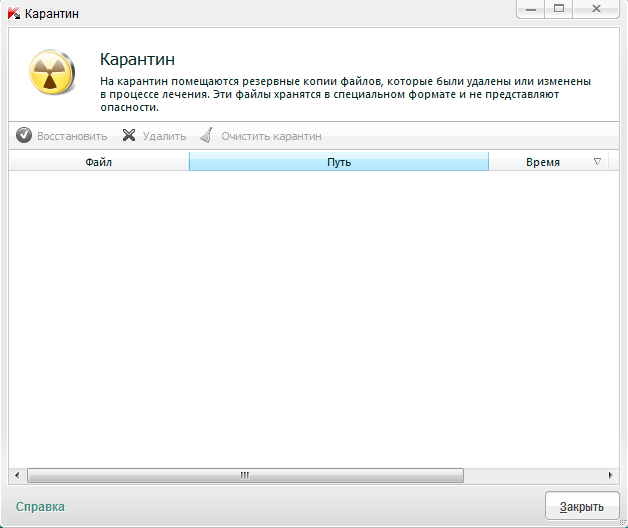 Карантин
Карантин
На карантин помещаются резервные копии файлов, которые были удалены или изменены
в процессе лечения. Эти файлы хранятся в специальном формате и не представляют
опасности.
Восстановить Удалить Очистить карантин
Файл Путь Время
Справка Закрыть